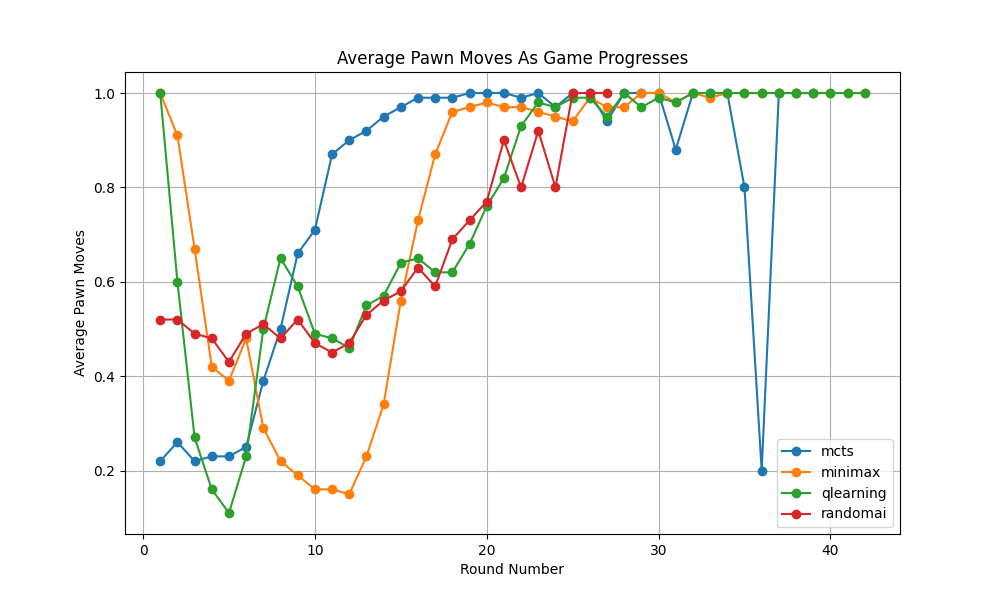 Average Pawn Moves As Game Progresses
Average Pawn Moves
1.0
0.8
0.6
0.4
0.2
0
10
20
30
40
Round Number
mcts
minimax
qlearning
randomai